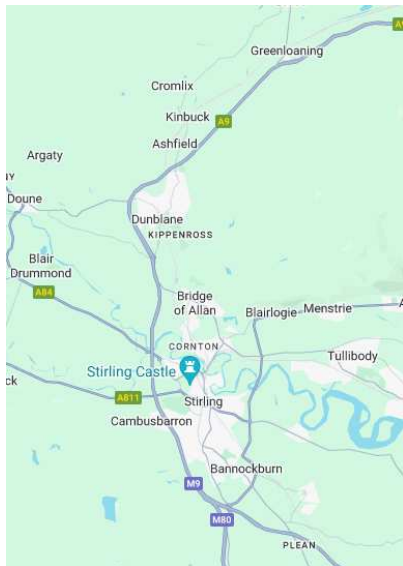 A9
Greenloaning
Cromlix
Kinbuck
A9
Ashfield
Argaty
Doune
Dunblane
KIPPENROSS
Blair
Drummond
A84
Bridge
of Allan
Blairlogie
Menstrie
CORNTON
Tullibody
Stirling Castle
A811
Stirling
Cambusbarron
Bannockburn
M9
M80
PLEAN